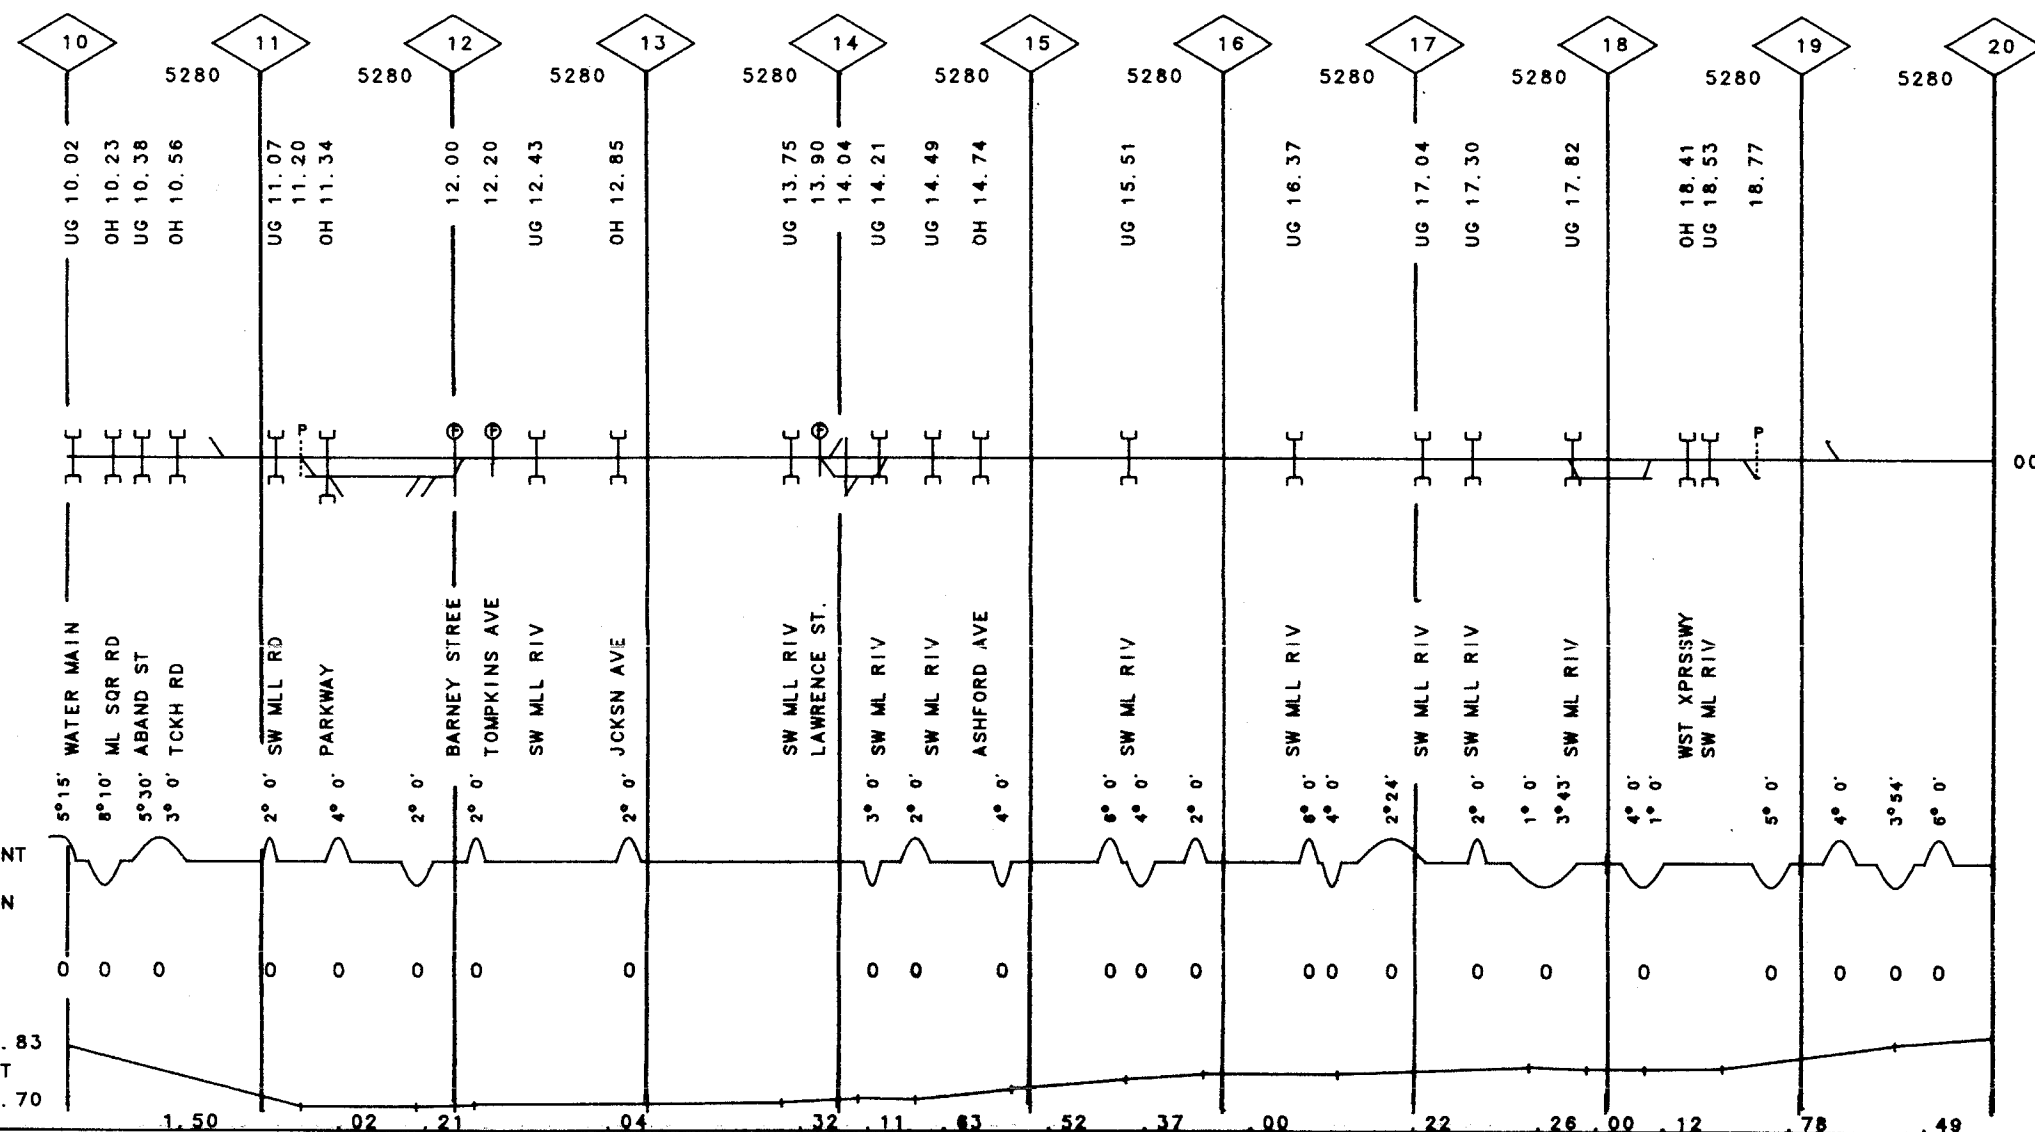 10 11 12 13 14 15 16 17 18 19 20
5280 5280 5280 5280 5280 5280 5280 5280 5280 5280
UG 10.02
OH 10.23
UG 10.38
OH 10.56
UG 11.07
11.20
OH 11.34
12.00
12.20
UG 12.43
OH 12.85
UG 13.75
13.90
14.04
UG 14.21
UG 14.49
OH 14.74
UG 15.51
UG 16.37
UG 17.04
UG 17.30
UG 17.82
OH 18.41
UG 18.53
18.77
P P
00
WATER MAIN
ML SQR RD
ABAND ST
TCKH RD
SW MLL RD
PARKWAY
BARNEY STREE
TOMPKINS AVE
SW MLL RIV
JCKSN AVE
SW MLL RIV
LAWRENCE ST.
SW ML RIV
SW ML RIV
ASHFORD AVE
SW ML RIV
SW MLL RIV
SW MLL RIV
SW MLL RIV
SW ML RIV
WST XPRSSWY
SW ML RIV
5°15'
8°10'
5°30'
3° 0'
2° 0'
4° 0'
2° 0'
2° 0'
2° 0'
3° 0'
2° 0'
4° 0'
6° 0'
4° 0'
2° 0'
6° 0'
4° 0'
2°24'
2° 0'
1° 0'
3°43'
4° 0'
1° 0'
5° 0'
4° 0'
3°54'
6° 0'
NT
N
0 0 0 0 0 0 0 0 0 0 0 0 0 0 0 0 0 0 0 0 0 0 0 0
.83
T
.70
1.50 .02 .21 .04 .32 .11 .63 .52 .37 .00 .22 .26 .00 .12 .78 .49